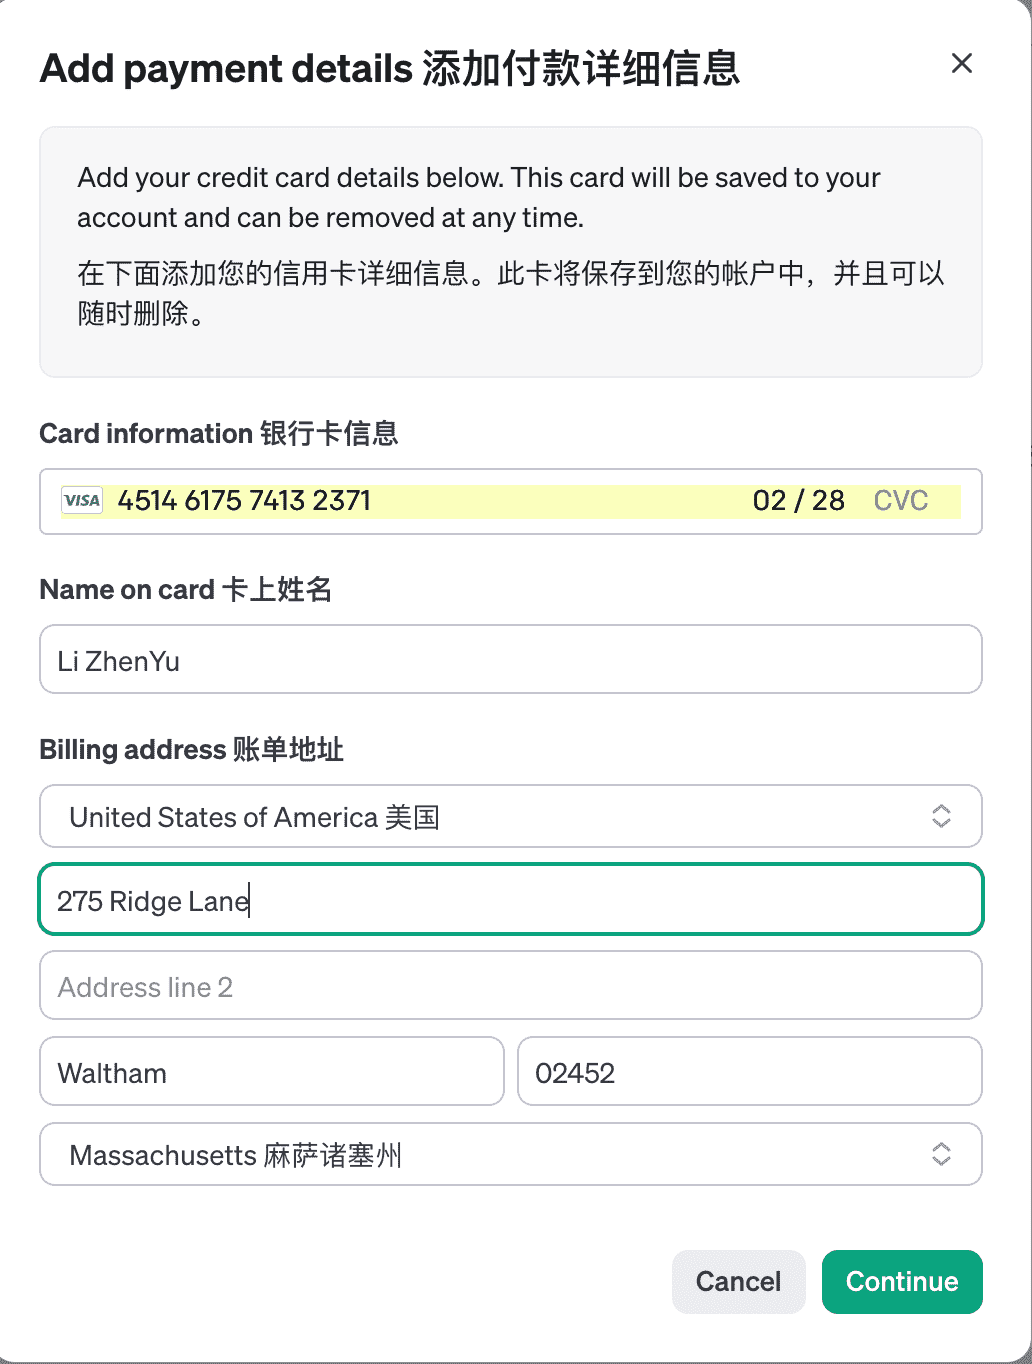 Add payment details 添加付款详细信息
Add your credit card details below. This card will be saved to your
account and can be removed at any time.
在下面添加您的信用卡详细信息。此卡将保存到您的帐户中，并且可以
随时删除。
Card information 银行卡信息
VISA 4514 6175 7413 2371 02 / 28 CVC
Name on card 卡上姓名
Li ZhenYu
Billing address 账单地址
United States of America 美国
275 Ridge Lane
Address line 2
Waltham 02452
Massachusetts 麻萨诸塞州
Cancel Continue